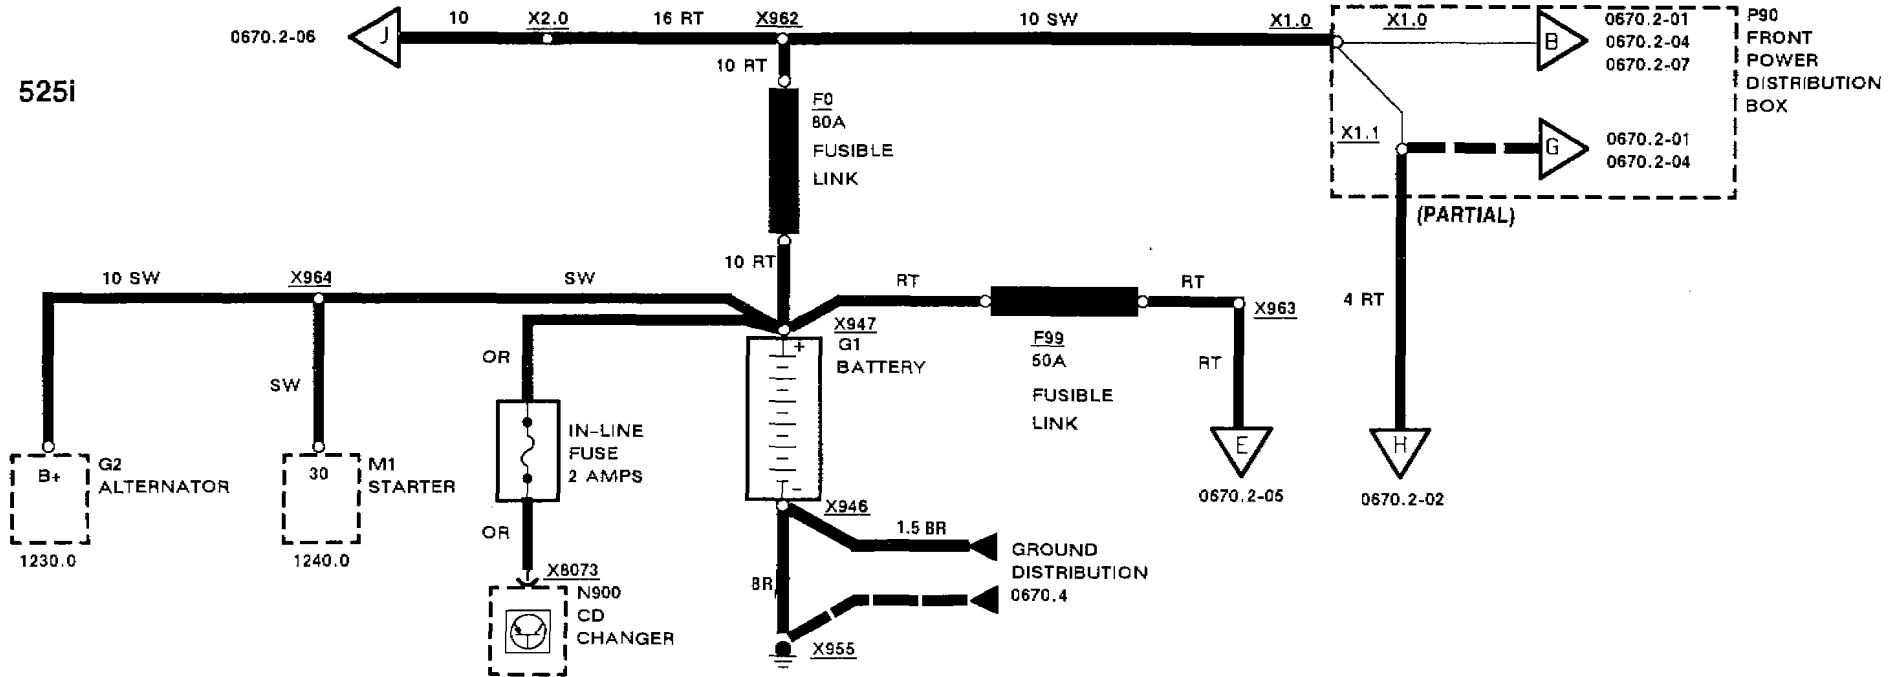 10
X2.0
16 RT
X962
10 SW
X1.0
X1.0
0670.2-06
J
B
0670.2-01
0670.2-04
0670.2-07
P90
FRONT
POWER
DISTRIBUTION
BOX
525i
10 RT
F0
80A
FUSIBLE
LINK
X1.1
G
0670.2-01
0670.2-04
(PARTIAL)
10 RT
10 SW
X964
SW
RT
RT
X963
4 RT
X947
G1
BATTERY
+
-
F99
50A
FUSIBLE
LINK
RT
OR
SW
IN-LINE
FUSE
2 AMPS
B+
G2
ALTERNATOR
30
M1
STARTER
E
H
0670.2-05
0670.2-02
X946
1.5 BR
OR
1230.0
1240.0
X8073
N900
CD
CHANGER
BR
GROUND
DISTRIBUTION
0670.4
X955